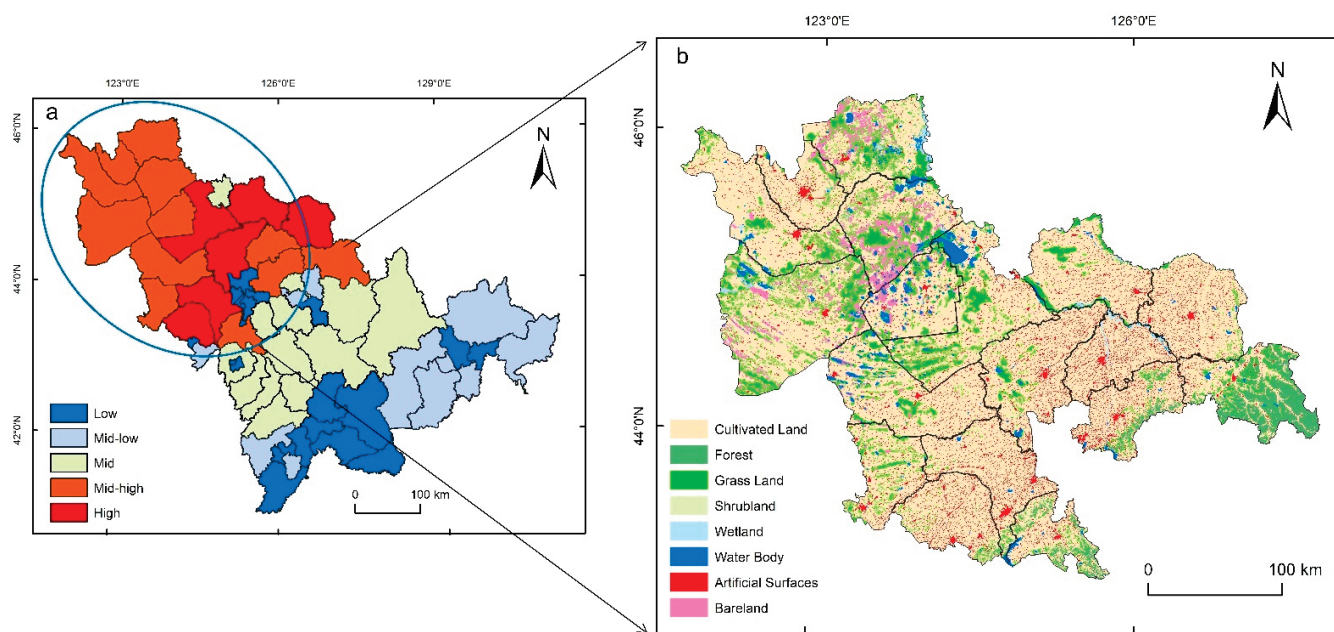 a
123°0'E
126°0'E
129°0'E
46°0'N
44°0'N
42°0'N
N
Low
Mid-low
Mid
Mid-high
High
0 100 km
b
123°0'E
126°0'E
46°0'N
44°0'N
N
Cultivated Land
Forest
Grass Land
Shrubland
Wetland
Water Body
Artificial Surfaces
Bareland
0 100 km